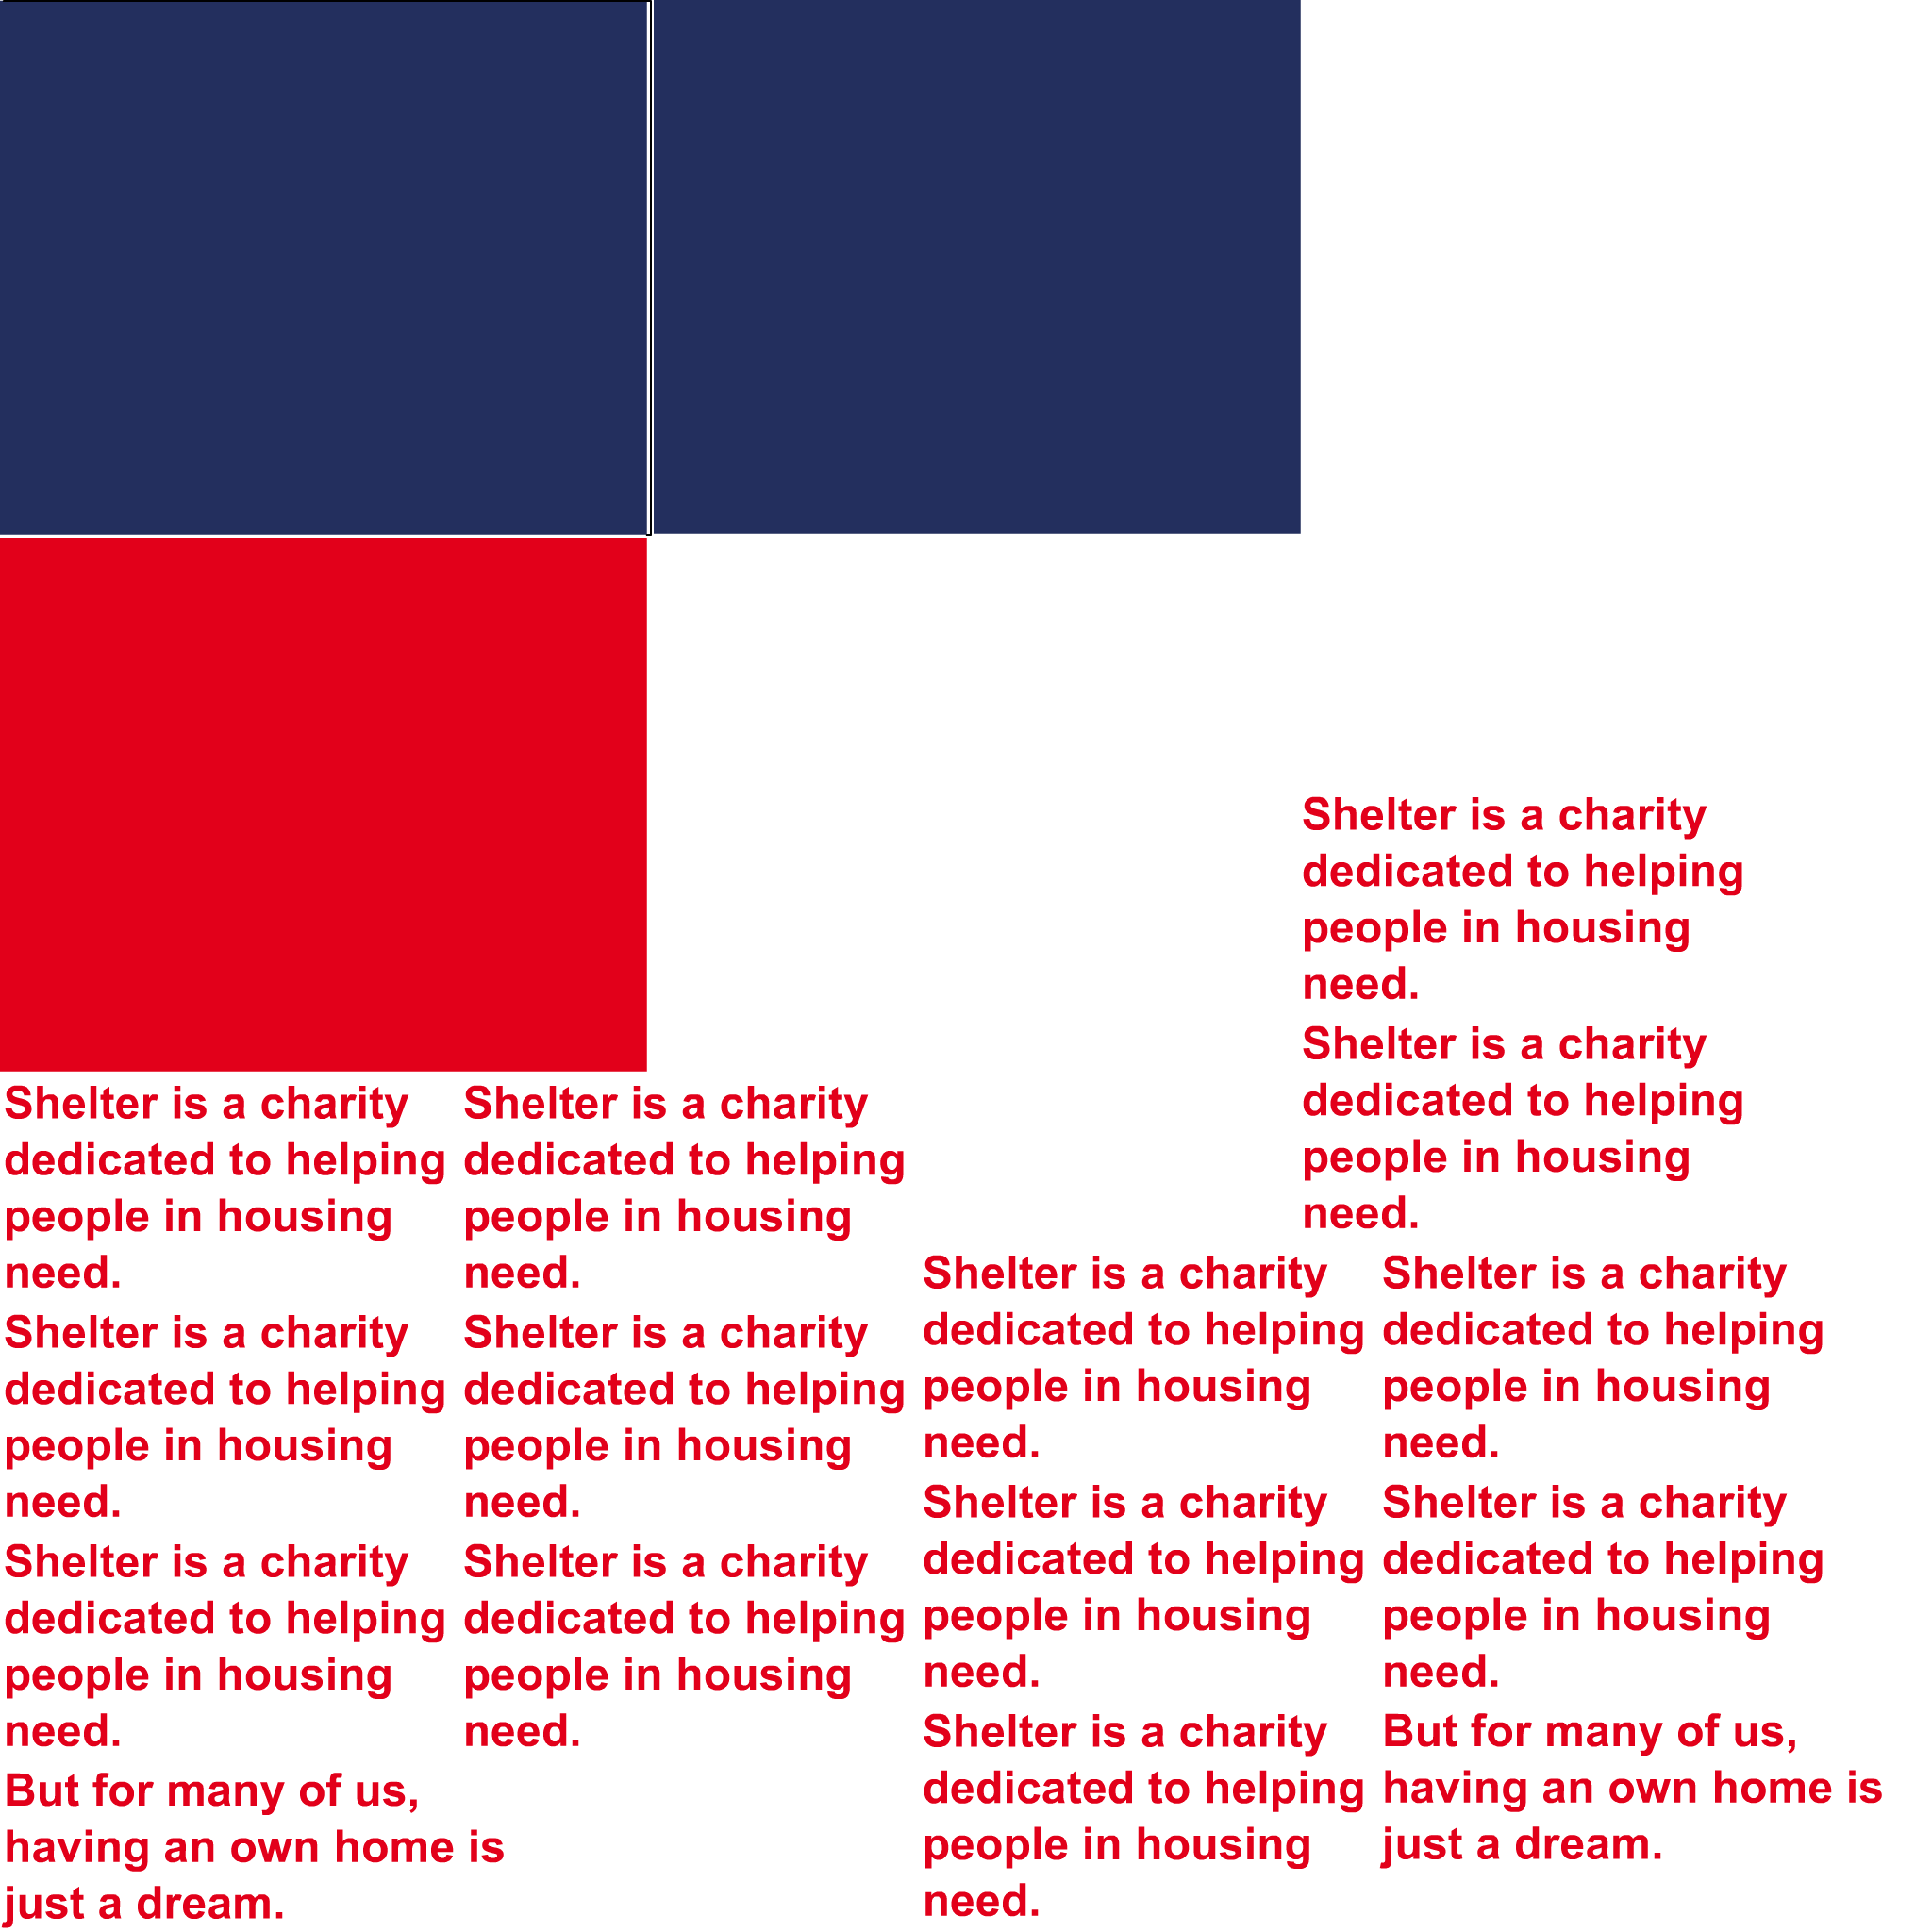 Shelter is a charity
dedicated to helping
people in housing
need.
Shelter is a charity
dedicated to helping
people in housing
need.
Shelter is a charity
dedicated to helping
people in housing
need.
But for many of us,
having an own home is
just a dream.
Shelter is a charity
dedicated to helping
people in housing
need.
Shelter is a charity
dedicated to helping
people in housing
need.
Shelter is a charity
dedicated to helping
people in housing
need.
Shelter is a charity
dedicated to helping
people in housing
need.
Shelter is a charity
dedicated to helping
people in housing
need.
Shelter is a charity
dedicated to helping
people in housing
need.
Shelter is a charity
dedicated to helping
people in housing
need.
Shelter is a charity
dedicated to helping
people in housing
need.
Shelter is a charity
dedicated to helping
people in housing
need.
Shelter is a charity
dedicated to helping
people in housing
need.
But for many of us,
having an own home is
just a dream.